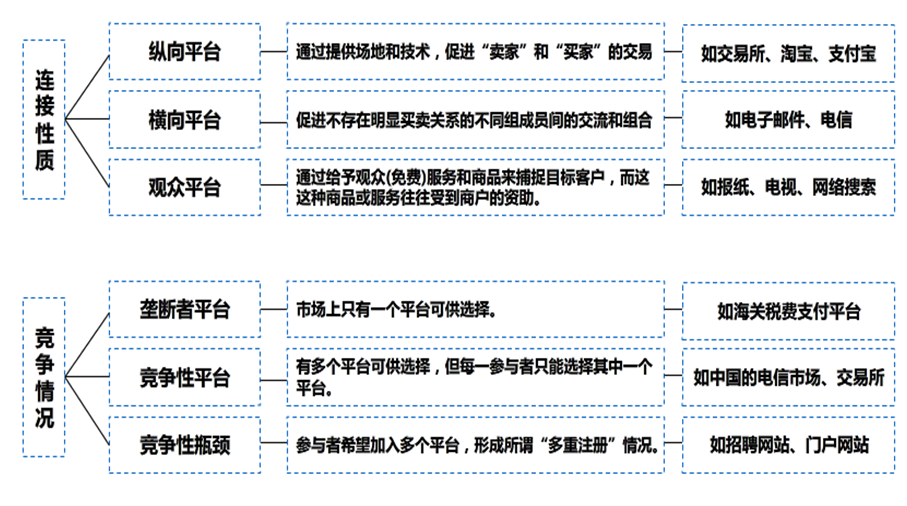 连接性质
纵向平台
通过提供场地和技术，促进“卖家”和“买家”的交易
如交易所、淘宝、支付宝
横向平台
促进不存在明显买卖关系的不同组成员间的交流和组合
如电子邮件、电信
观众平台
通过给予观众(免费)服务和商品来捕捉目标客户，而这
这种商品或服务往往受到商户的资助。
如报纸、电视、网络搜索
竞争情况
垄断者平台
市场上只有一个平台可供选择。
如海关税费支付平台
竞争性平台
有多个平台可供选择，但每一参与者只能选择其中一个
平台。
如中国的电信市场、交易所
竞争性瓶颈
参与者希望加入多个平台，形成所谓“多重注册”情况。
如招聘网站、门户网站